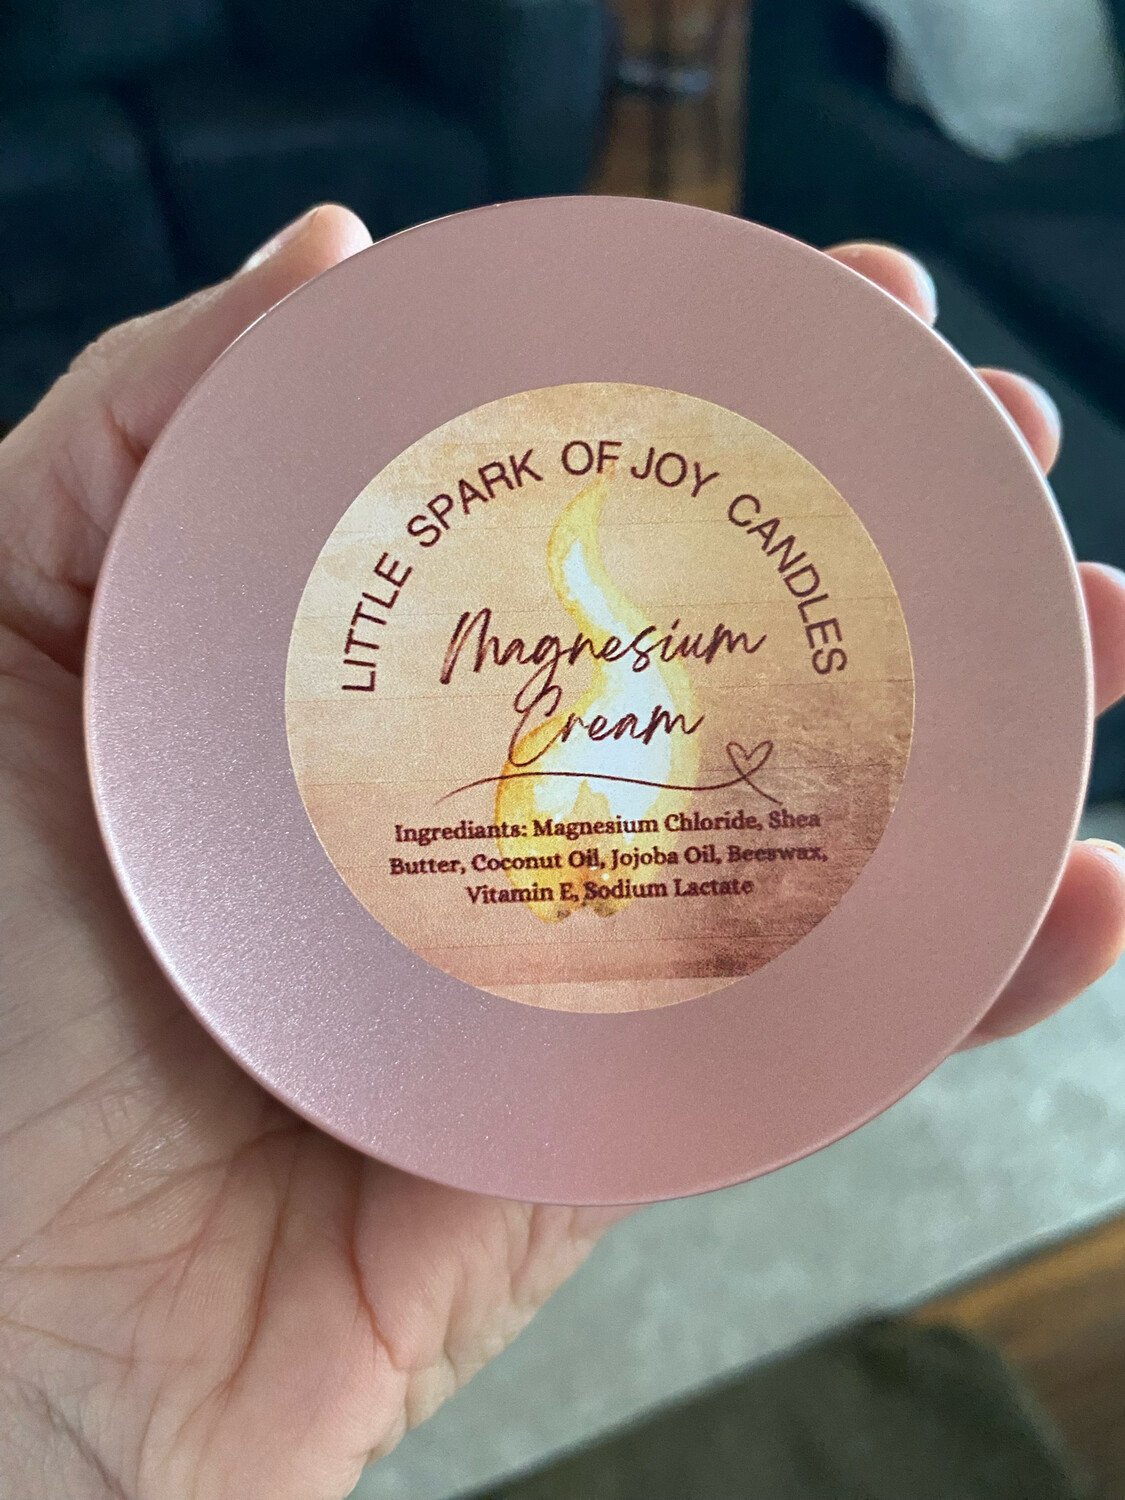 LITTLE SPARK OF JOY CANDLES
Magnesium
Cream
Ingrediants: Magnesium Chloride, Shea
Butter, Coconut Oil, Jojoba Oil, Beeswax,
Vitamin E, Sodium Lactate